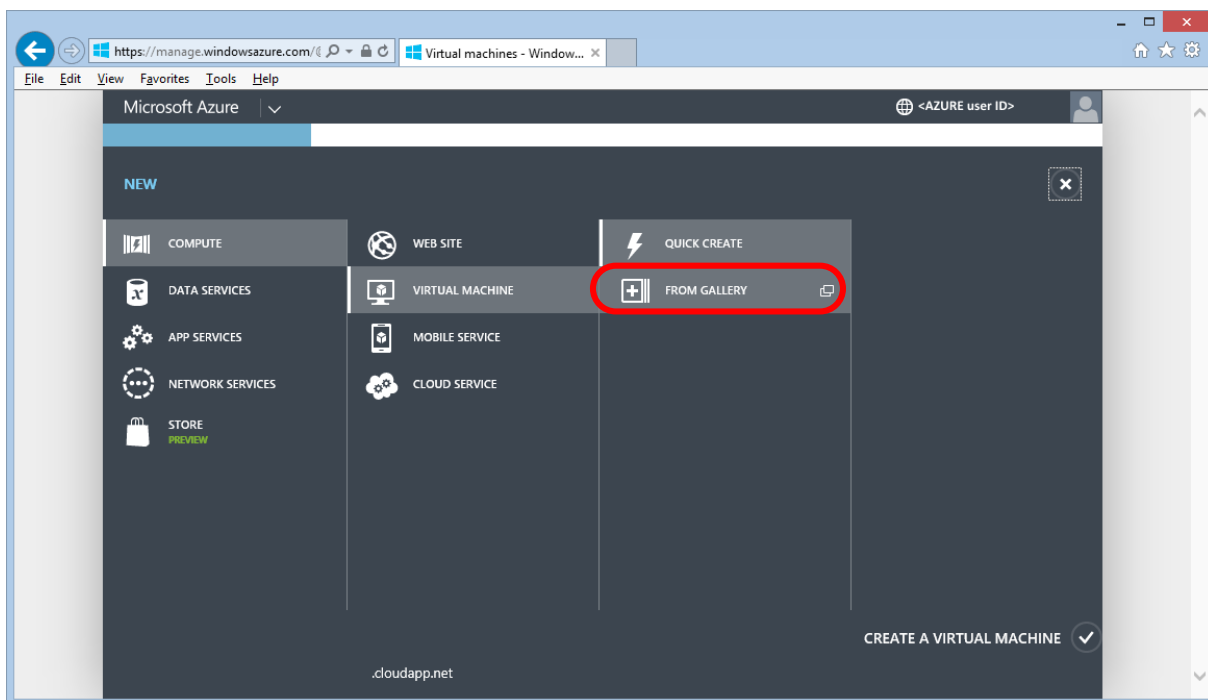 https://manage.windowsazure.com/
Virtual machines - Window...
File Edit View Favorites Tools Help
Microsoft Azure
<AZURE user ID>
NEW
COMPUTE
DATA SERVICES
APP SERVICES
NETWORK SERVICES
STORE
PREVIEW
WEB SITE
VIRTUAL MACHINE
MOBILE SERVICE
CLOUD SERVICE
QUICK CREATE
FROM GALLERY
CREATE A VIRTUAL MACHINE
.cloudapp.net